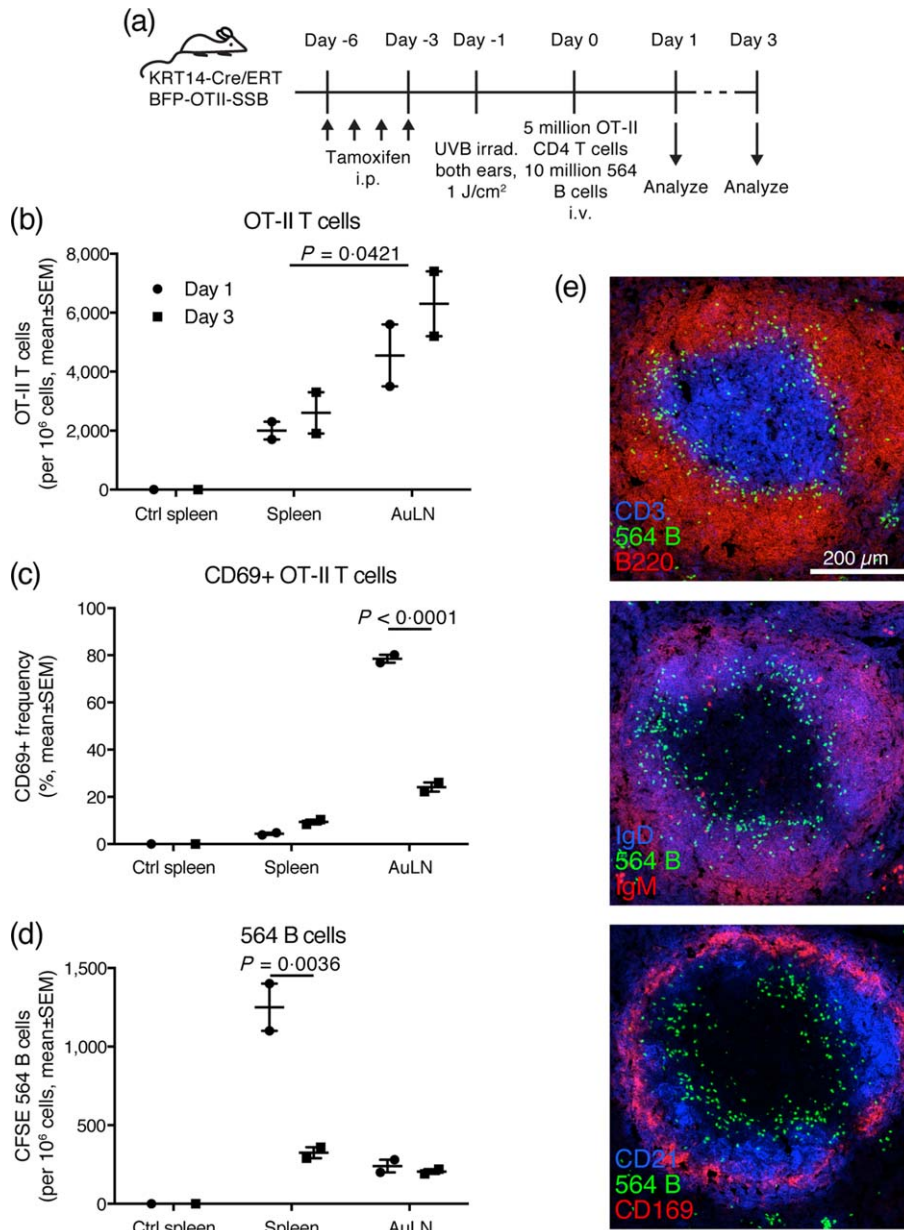 (a)
Day -6
Day -3
Day -1
Day 0
Day 1
Day 3
KRT14-Cre/ERT
BFP-OTII-SSB
Tamoxifen
i.p.
UVB irrad.
both ears,
1 J/cm²
5 million OT-II
CD4 T cells
10 million 564
B cells
i.v.
Analyze
Analyze
(b)
OT-II T cells
P = 0·0421
Day 1
Day 3
OT-II T cells
(per 10⁶ cells, mean±SEM)
8,000
6,000
4,000
2,000
0
Ctrl spleen
Spleen
AuLN
(c)
CD69+ OT-II T cells
P < 0·0001
CD69+ frequency
(%, mean±SEM)
100
80
60
40
20
0
Ctrl spleen
Spleen
AuLN
(d)
564 B cells
P = 0·0036
CFSE 564 B cells
(per 10⁶ cells, mean±SEM)
1,500
1,000
500
0
Ctrl spleen
Spleen
AuLN
(e)
CD3
564 B
B220
200 µm
IgD
564 B
IgM
CD21
564 B
CD169